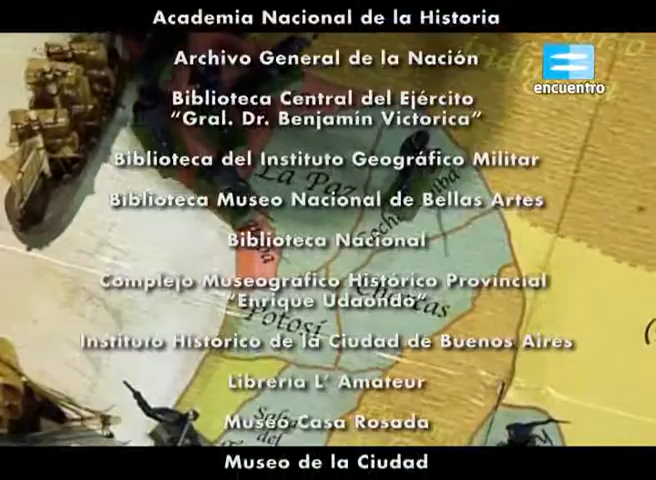 Academia Nacional de la Historia
Archivo General de la Nación
encuentro
Biblioteca Central del Ejército
"Gral. Dr. Benjamín Victorica"
Biblioteca del Instituto Geográfico Militar
La Paz
Biblioteca Museo Nacional de Bellas Artes
Biblioteca Nacional
Complejo Museográfico Histórico Provincial
"Enrique Udaondo"
Charcas
Potosí
Instituto Histórico de la Ciudad de Buenos Aires
Librería L' Amateur
Museo Casa Rosada
del
Museo de la Ciudad